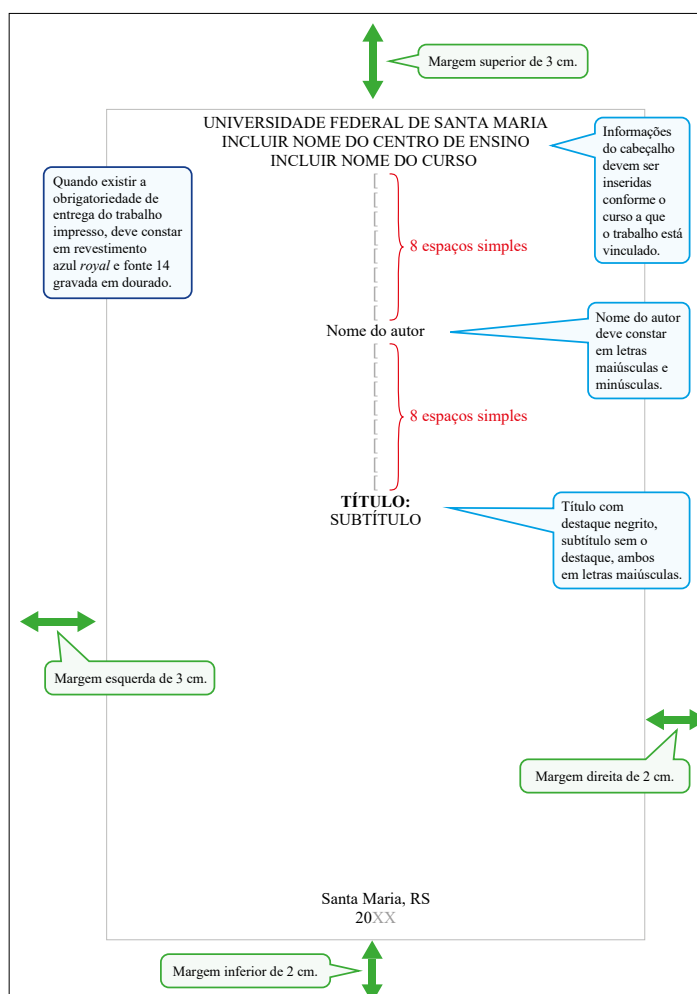 Margem superior de 3 cm.
UNIVERSIDADE FEDERAL DE SANTA MARIA
INCLUIR NOME DO CENTRO DE ENSINO
INCLUIR NOME DO CURSO
Informações
do cabeçalho
devem ser
inseridas
conforme o
curso a que
o trabalho está
vinculado.
Quando existir a
obrigatoriedade de
entrega do trabalho
impresso, deve constar
em revestimento
azul royal e fonte 14
gravada em dourado.
8 espaços simples
Nome do autor
Nome do autor
deve constar
em letras
maiúsculas e
minúsculas.
8 espaços simples
TÍTULO:
SUBTÍTULO
Título com
destaque negrito,
subtítulo sem o
destaque, ambos
em letras maiúsculas.
Margem esquerda de 3 cm.
Margem direita de 2 cm.
Santa Maria, RS
20XX
Margem inferior de 2 cm.